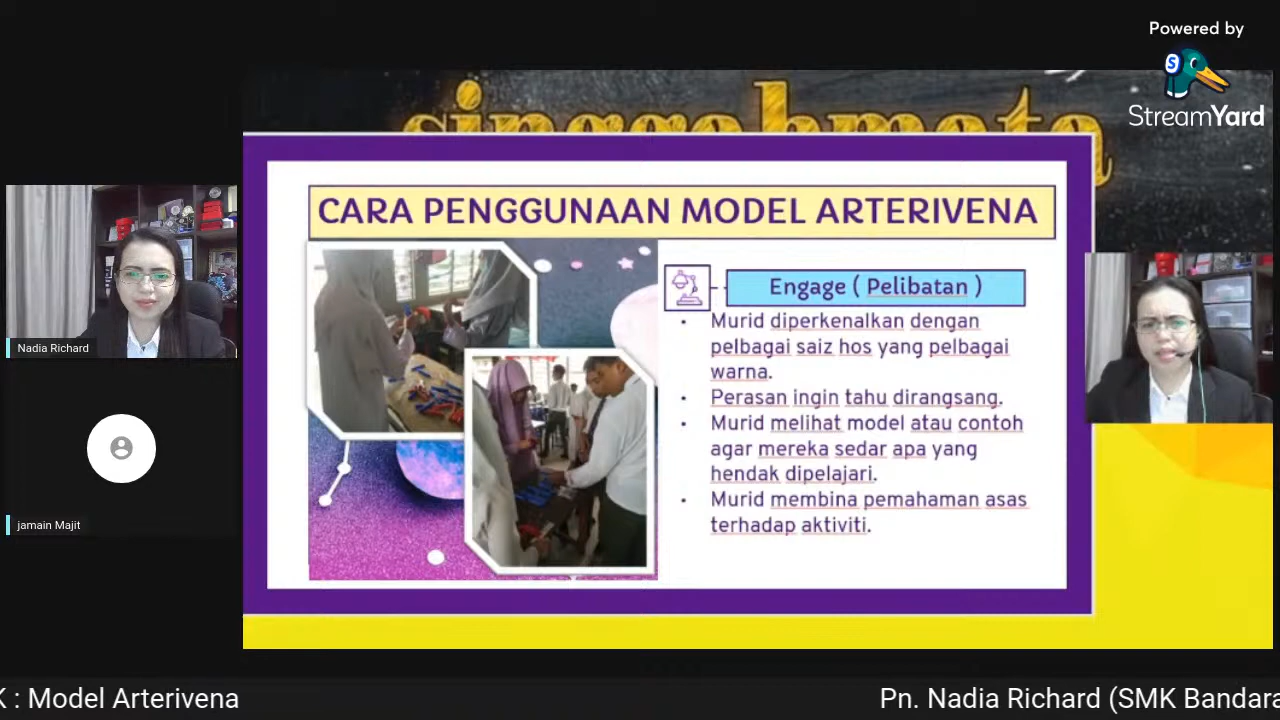 Powered by
S
StreamYard
singgahmata
CARA PENGGUNAAN MODEL ARTERIVENA
Engage ( Pelibatan )
• Murid diperkenalkan dengan
pelbagai saiz hos yang pelbagai
warna.
• Perasan ingin tahu dirangsang.
• Murid melihat model atau contoh
agar mereka sedar apa yang
hendak dipelajari.
• Murid membina pemahaman asas
terhadap aktiviti.
Nadia Richard
jamain Majit
K : Model Arterivena
Pn. Nadia Richard (SMK Bandara